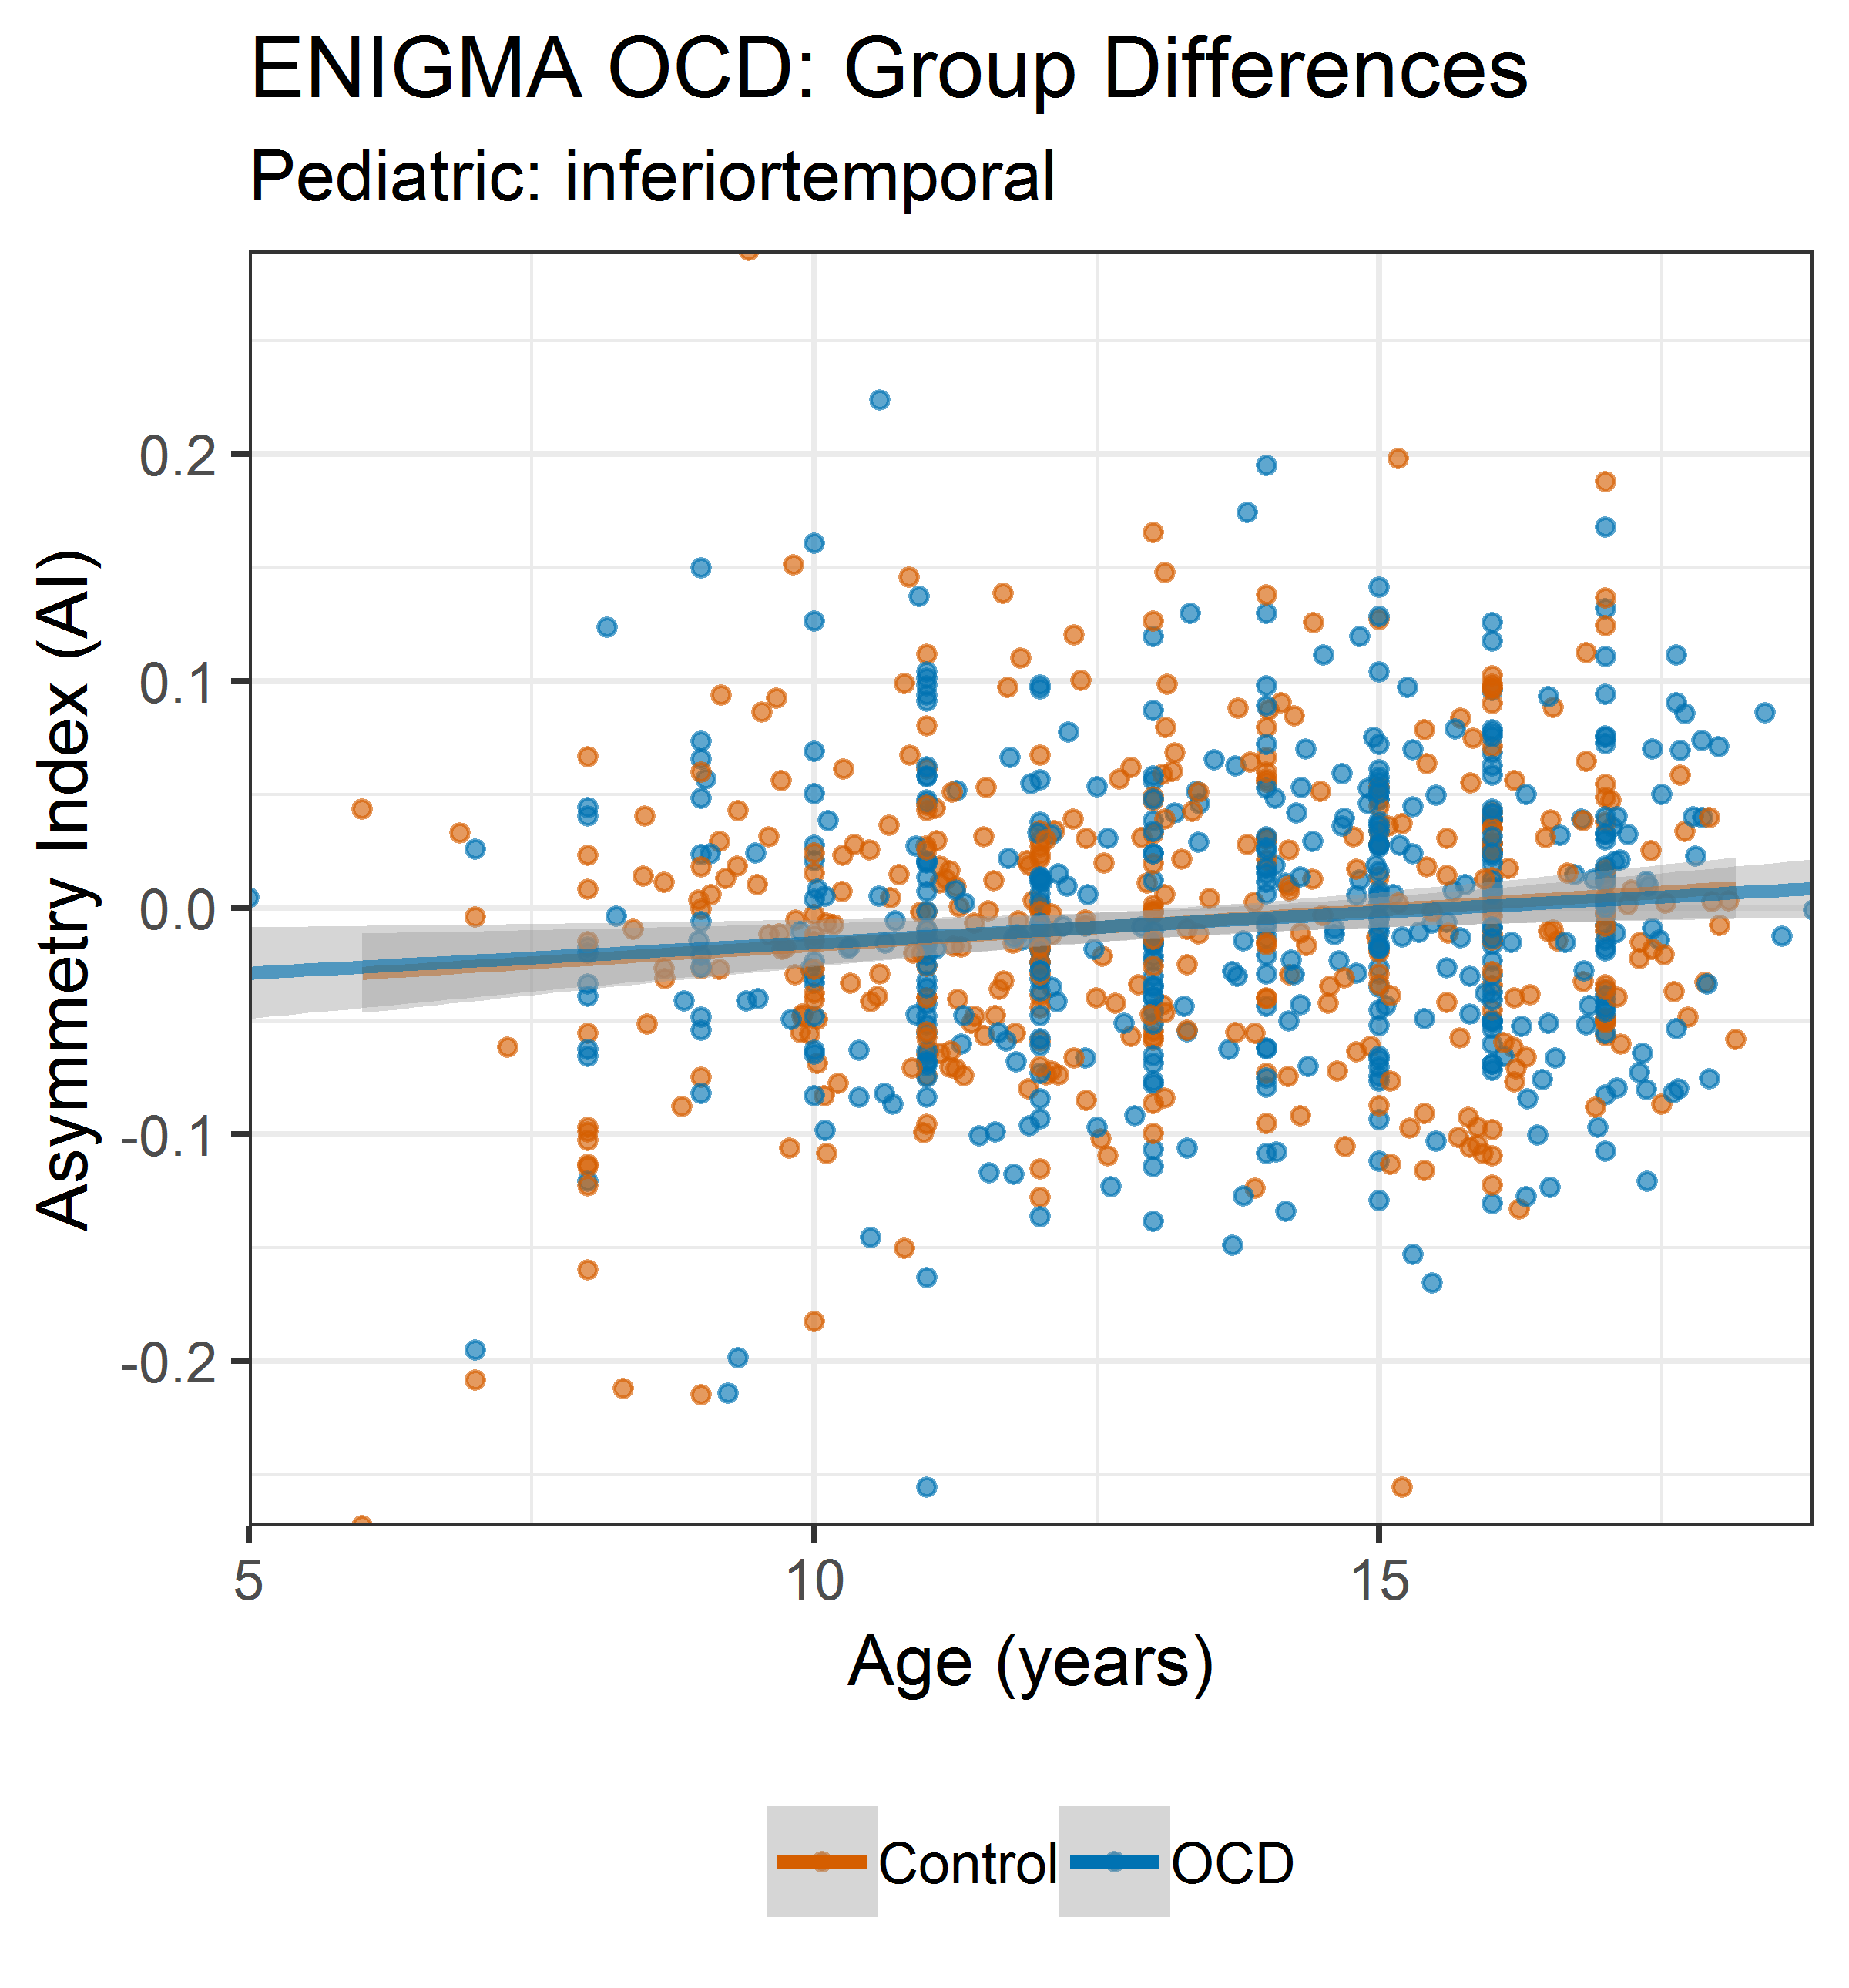 ENIGMA OCD: Group Differences
Pediatric: inferiortemporal
Asymmetry Index (AI)
0.2
0.1
0.0
-0.1
-0.2
5 10 15
Age (years)
Control OCD